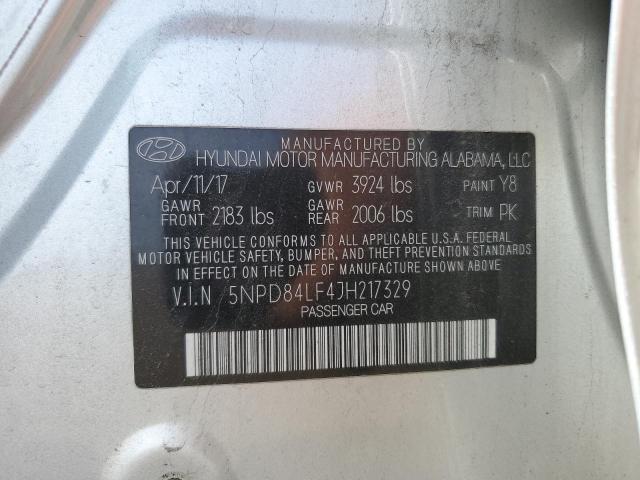 MANUFACTURED BY
HYUNDAI MOTOR MANUFACTURING ALABAMA, LLC
Apr/11/17 GVWR 3924 lbs PAINT Y8
GAWR FRONT 2183 lbs GAWR REAR 2006 lbs TRIM PK
THIS VEHICLE CONFORMS TO ALL APPLICABLE U.S.A. FEDERAL
MOTOR VEHICLE SAFETY, BUMPER, AND THEFT PREVENTION STANDARDS
IN EFFECT ON THE DATE OF MANUFACTURE SHOWN ABOVE.
V.I.N 5NPD84LF4JH217329
PASSENGER CAR